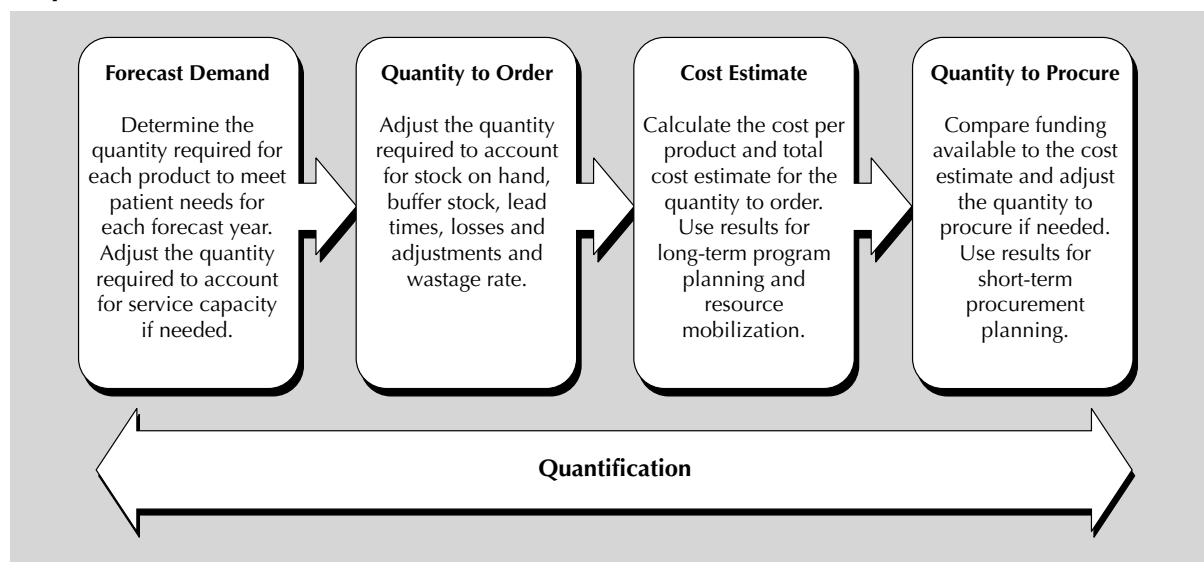 Forecast Demand
Determine the
quantity required for
each product to meet
patient needs for
each forecast year.
Adjust the quantity
required to account
for service capacity
if needed.
Quantity to Order
Adjust the quantity
required to account
for stock on hand,
buffer stock, lead
times, losses and
adjustments and
wastage rate.
Cost Estimate
Calculate the cost per
product and total
cost estimate for the
quantity to order.
Use results for
long-term program
planning and
resource
mobilization.
Quantity to Procure
Compare funding
available to the cost
estimate and adjust
the quantity to
procure if needed.
Use results for
short-term
procurement
planning.
Quantification